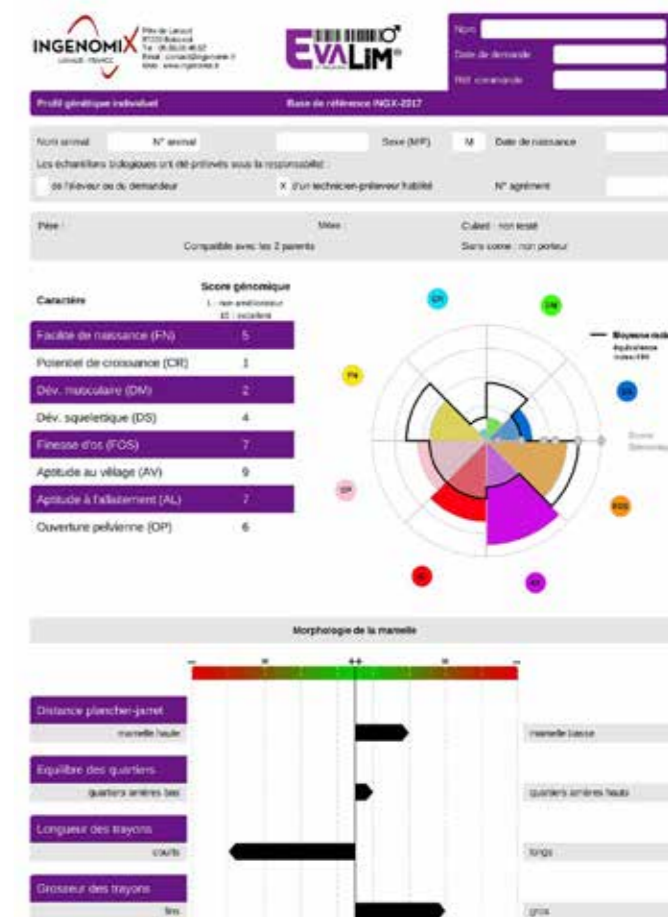 INGENOMIX
LANAUD - FRANCE
Pôle de Lanaud
87220 Boisseuil
EVALIM®
Nom
Date de demande
Réf. commande
Profil génétique individuel
Base de référence INGX-2017
Nom animal N° animal Sexe (M/F) M Date de naissance
Les échantillons biologiques ont été prélevés sous la responsabilité :
de l'éleveur ou du demandeur X d'un technicien-préleveur habilité N° agrément
Père : Mère : Culard : non testé
Compatible avec les 2 parents Sans corne : non porteur
Caractère Score génomique
1 : non améliorateur
10 : excellent
Facilité de naissance (FN) 5
Potentiel de croissance (CR) 1
Dév. musculaire (DM) 2
Dév. squelettique (DS) 4
Finesse d'os (FOS) 7
Aptitude au vêlage (AV) 9
Aptitude à l'allaitement (AL) 7
Ouverture pelvienne (OP) 6
CR
DM
FN
DS
OP
FOS
AL
AV
Morphologie de la mamelle
-- = ++ = --
Distance plancher-jarret
mamelle haute mamelle basse
Equilibre des quartiers
quartiers arrières bas quartiers arrières hauts
Longueur des trayons
courts longs
Grosseur des trayons
fins gros